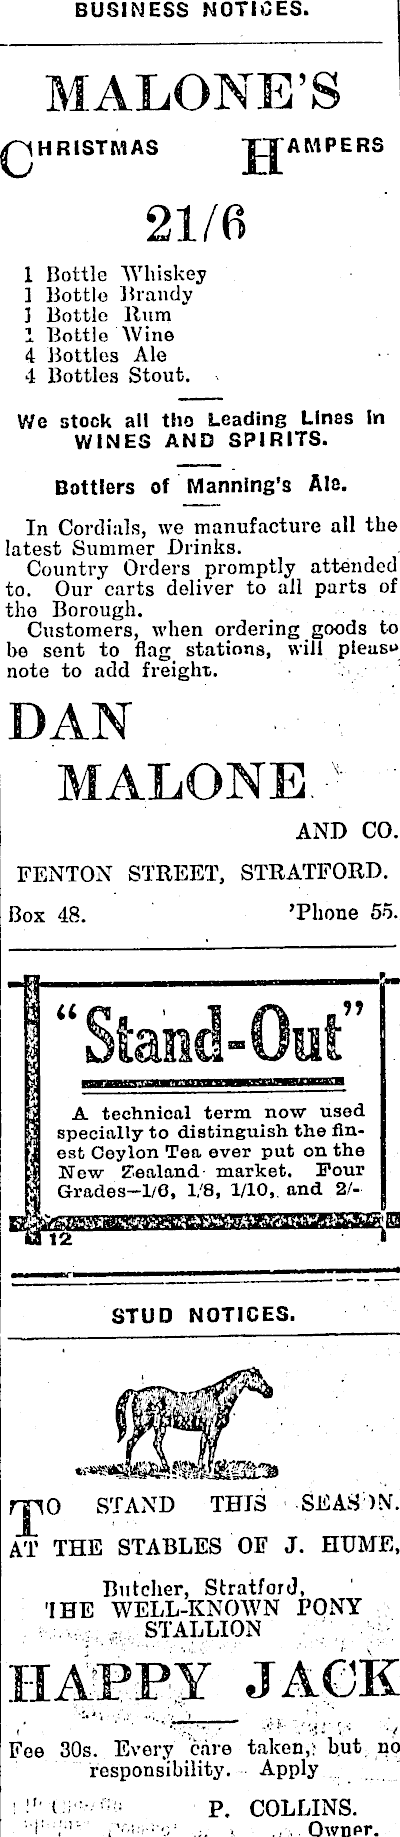 BUSINESS NOTICES.
MALONE'S
CHRISTMAS HAMPERS
21/6
1 Bottle Whiskey
1 Bottle Brandy
1 Bottle Rum
1 Bottle Wine
4 Bottles Ale
4 Bottles Stout.
We stock all the Leading Lines in
WINES AND SPIRITS.
Bottlers of Manning's Ale.
In Cordials, we manufacture all the
latest Summer Drinks.
Country Orders promptly attended
to. Our carts deliver to all parts of
the Borough.
Customers, when ordering goods to
be sent to flag stations, will please
note to add freight.
DAN
MALONE
AND CO.
FENTON STREET, STRATFORD.
Box 48. 'Phone 55.
"Stand-Out"
A technical term now used
specially to distinguish the fin-
est Ceylon Tea ever put on the
New Zealand market. Four
Grades—1/6, 1/8, 1/10, and 2/-
12
STUD NOTICES.
TO STAND THIS SEASON.
AT THE STABLES OF J. HUME,
Butcher, Stratford,
THE WELL-KNOWN PONY
STALLION
HAPPY JACK
Fee 30s. Every care taken, but no
responsibility. Apply
P. COLLINS.
Owner.